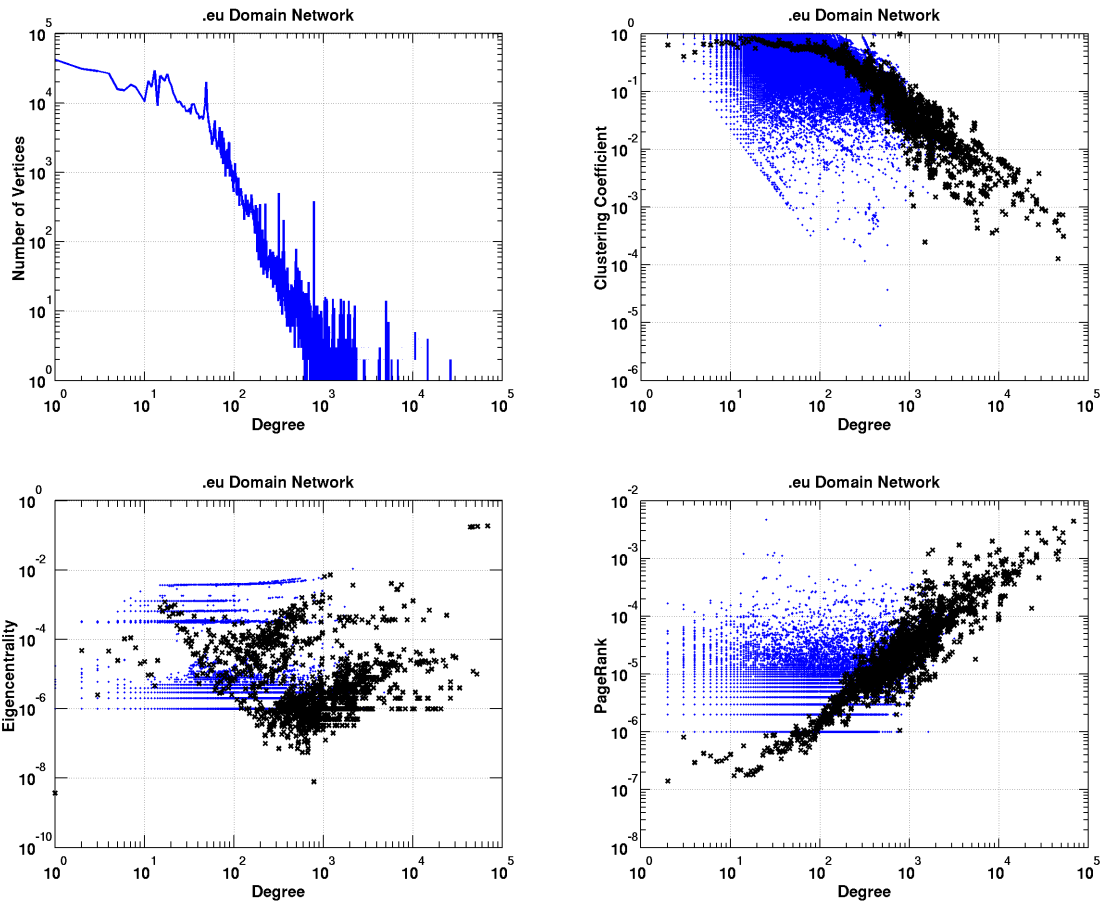 .eu Domain Network
10^5
10^4
10^3
10^2
10^1
10^0
Number of Vertices
10^0 10^1 10^2 10^3 10^4 10^5
Degree
.eu Domain Network
10^0
10^-1
10^-2
10^-3
10^-4
10^-5
10^-6
Clustering Coefficient
10^0 10^1 10^2 10^3 10^4 10^5
Degree
.eu Domain Network
10^0
10^-2
10^-4
10^-6
10^-8
10^-10
Eigencentrality
10^0 10^1 10^2 10^3 10^4 10^5
Degree
.eu Domain Network
10^-2
10^-3
10^-4
10^-5
10^-6
10^-7
10^-8
PageRank
10^0 10^1 10^2 10^3 10^4 10^5
Degree